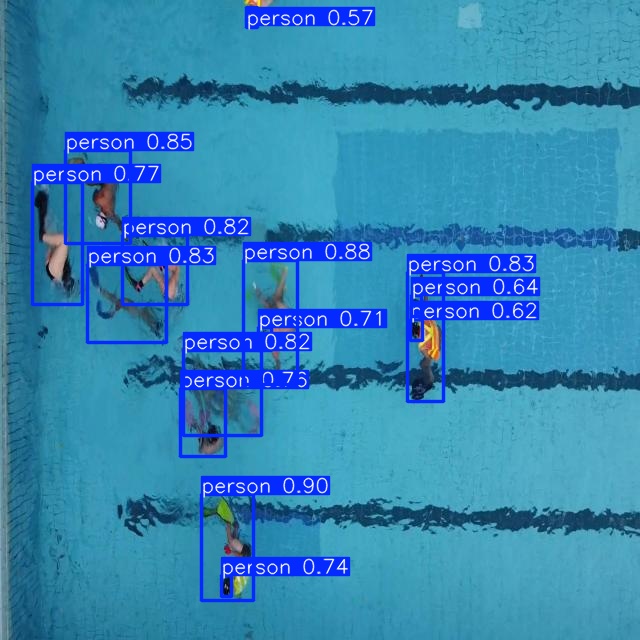 person 0.57
person 0.85
person 0.77
person 0.82
person 0.83
person 0.88
person 0.83
person 0.64
person 0.62
person 0.71
person 0.82
person 0.76
person 0.90
person 0.74